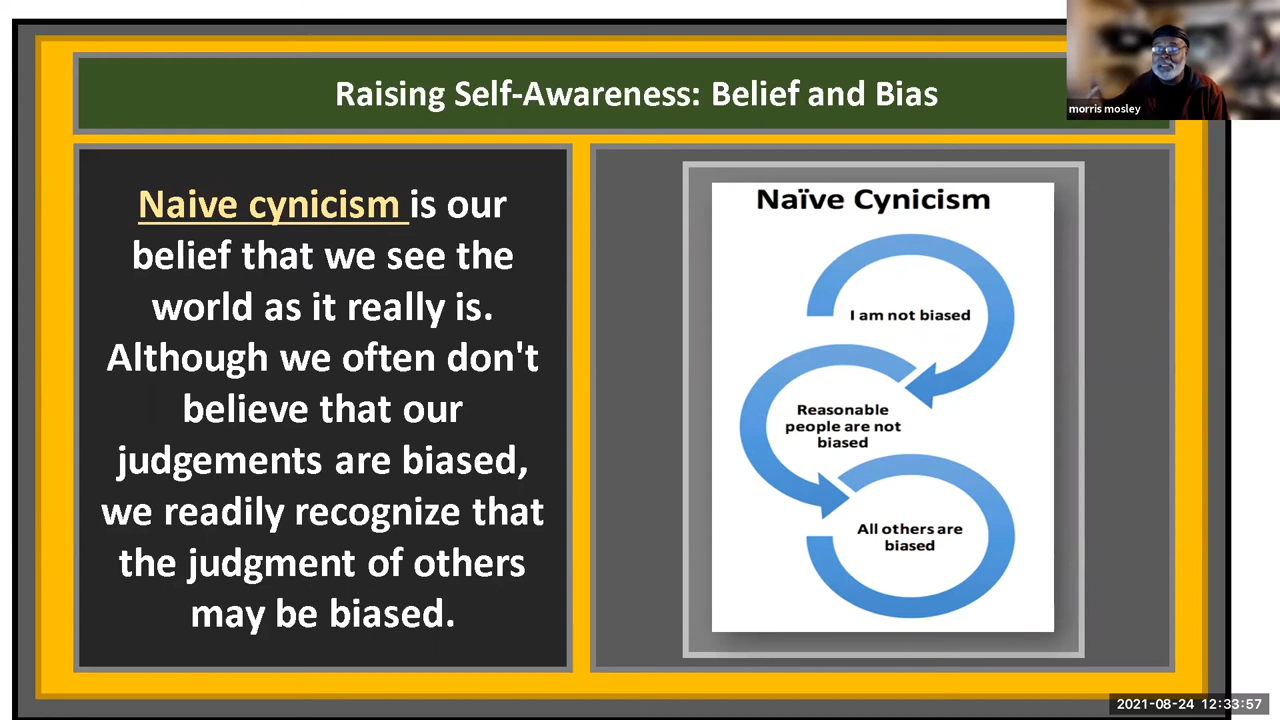 Raising Self-Awareness: Belief and Bias
morris mosley
Naive cynicism is our
belief that we see the
world as it really is.
Although we often don't
believe that our
judgements are biased,
we readily recognize that
the judgment of others
may be biased.
Naïve Cynicism
I am not biased
Reasonable
people are not
biased
All others are
biased
2021-08-24 12:33:57